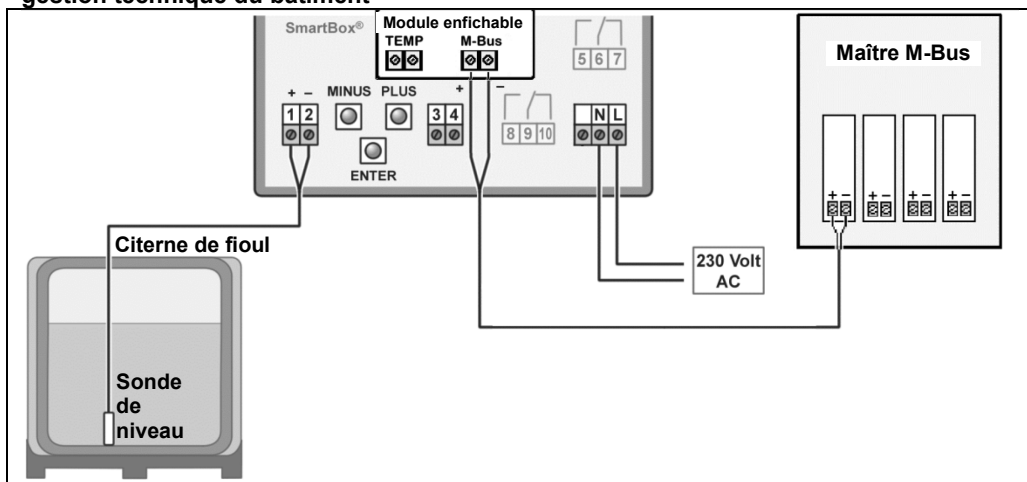 gestion technique du bâtiment
SmartBox®
Module enfichable
TEMP M-Bus
5 6 7
+ – MINUS PLUS + –
1 2
3 4
8 9 10
N L
ENTER
Maître M-Bus
+ – + – + – + –
Citerne de fioul
230 Volt
AC
Sonde
de
niveau